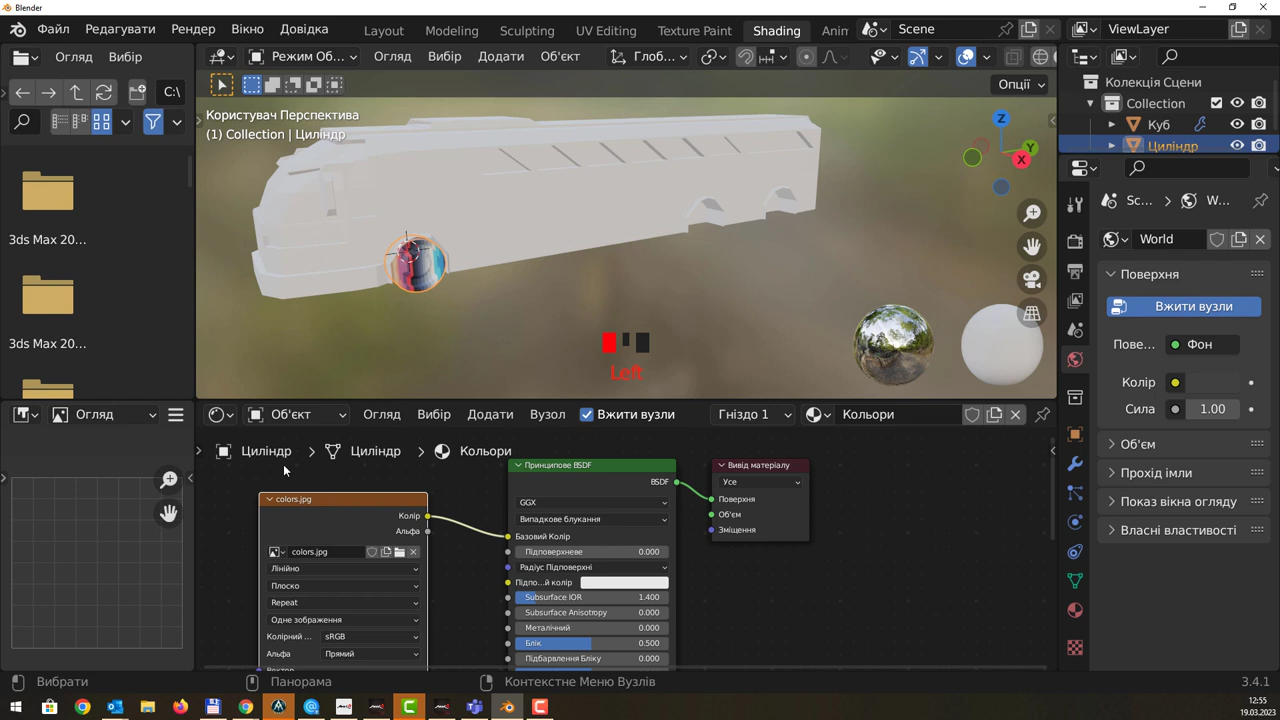 Blender
Файл Редагувати Рендер Вікно Довідка Layout Modeling Sculpting UV Editing Texture Paint Shading Anim Scene ViewLayer
Огляд Вибір Режим Об... Огляд Вибір Додати Об'єкт Глоб...
C:\ Опції
Користувач Перспектива
(1) Collection | Циліндр
Z
Y
X
Колекція Сцени
Collection
Куб
Циліндр
3ds Max 20...
3ds Max 20...
Left
Sc... W...
World
Поверхня
Вжити вузли
Пове... Фон
Колір
Сила 1.00
Об'єм
Прохід імли
Показ вікна огляду
Власні властивості
Огляд Об'єкт Огляд Вибір Додати Вузол Вжити вузли Гніздо 1 Кольори
Циліндр Циліндр Кольори
colors.jpg
Колір
Альфа
colors.jpg
Лінійно
Плоско
Repeat
Одне зображення
Колірний ... sRGB
Альфа Прямий
Принципове BSDF
BSDF
GGX
Випадкове блукання
Базовий Колір
Підповерхневе 0.000
Радіус Підповерхні
Підпо...й колір
Subsurface IOR 1.400
Subsurface Anisotropy 0.000
Металічний 0.000
Блік 0.500
Підбарвлення Бліку 0.000
Вивід матеріалу
Усе
Поверхня
Об'єм
Зміщення
Вибрати Панорама Контекстне Меню Вузлів 3.4.1
12:55
19.03.2023